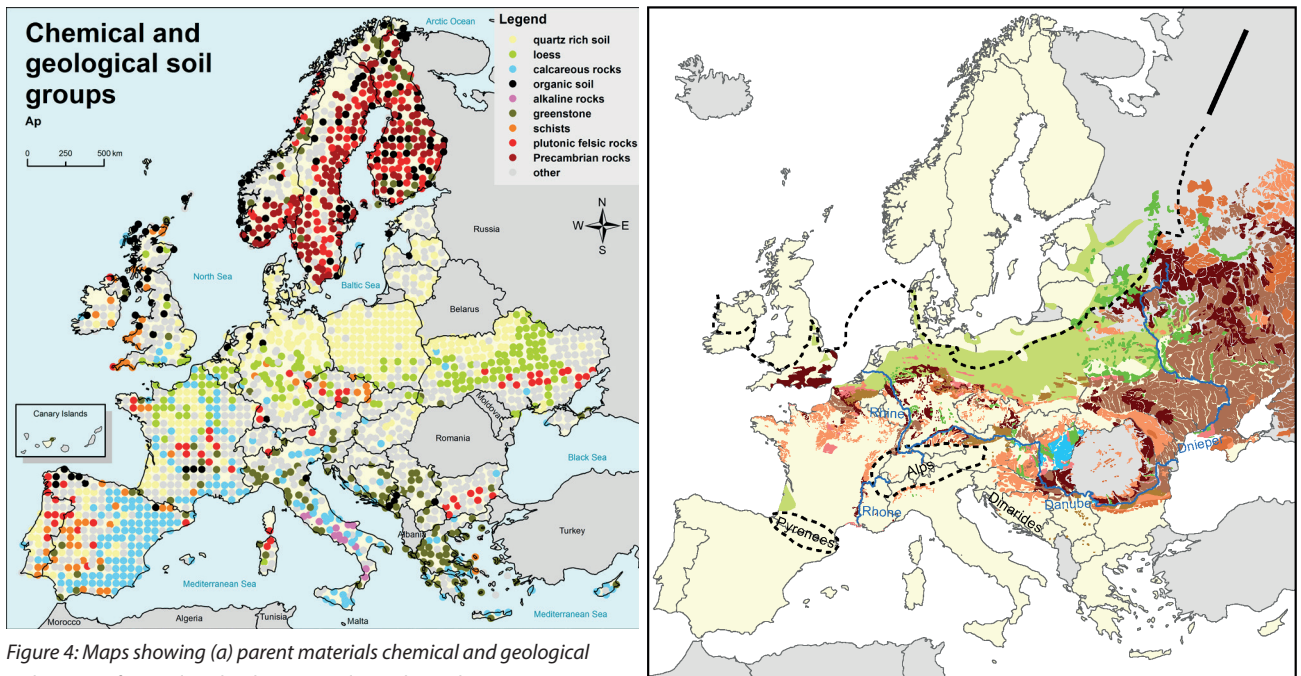 Chemical and
geological soil
groups
Ap
0 250 500 km
Legend
quartz rich soil
loess
calcareous rocks
organic soil
alkaline rocks
greenstone
schists
plutonic felsic rocks
Precambrian rocks
other
N
W E
S
Arctic Ocean
Russia
North Sea
Baltic Sea
Belarus
Canary Islands
Moldovar
Romania
Black Sea
Albania
Turkey
Mediterranean Sea
Mediterranean Sea
Morocco
Algeria
Tunisia
Malta
Figure 4: Maps showing (a) parent materials chemical and geological
Rhine
Dnieper
Alps
Rhone
Dinarides
Danube
Pyrenees